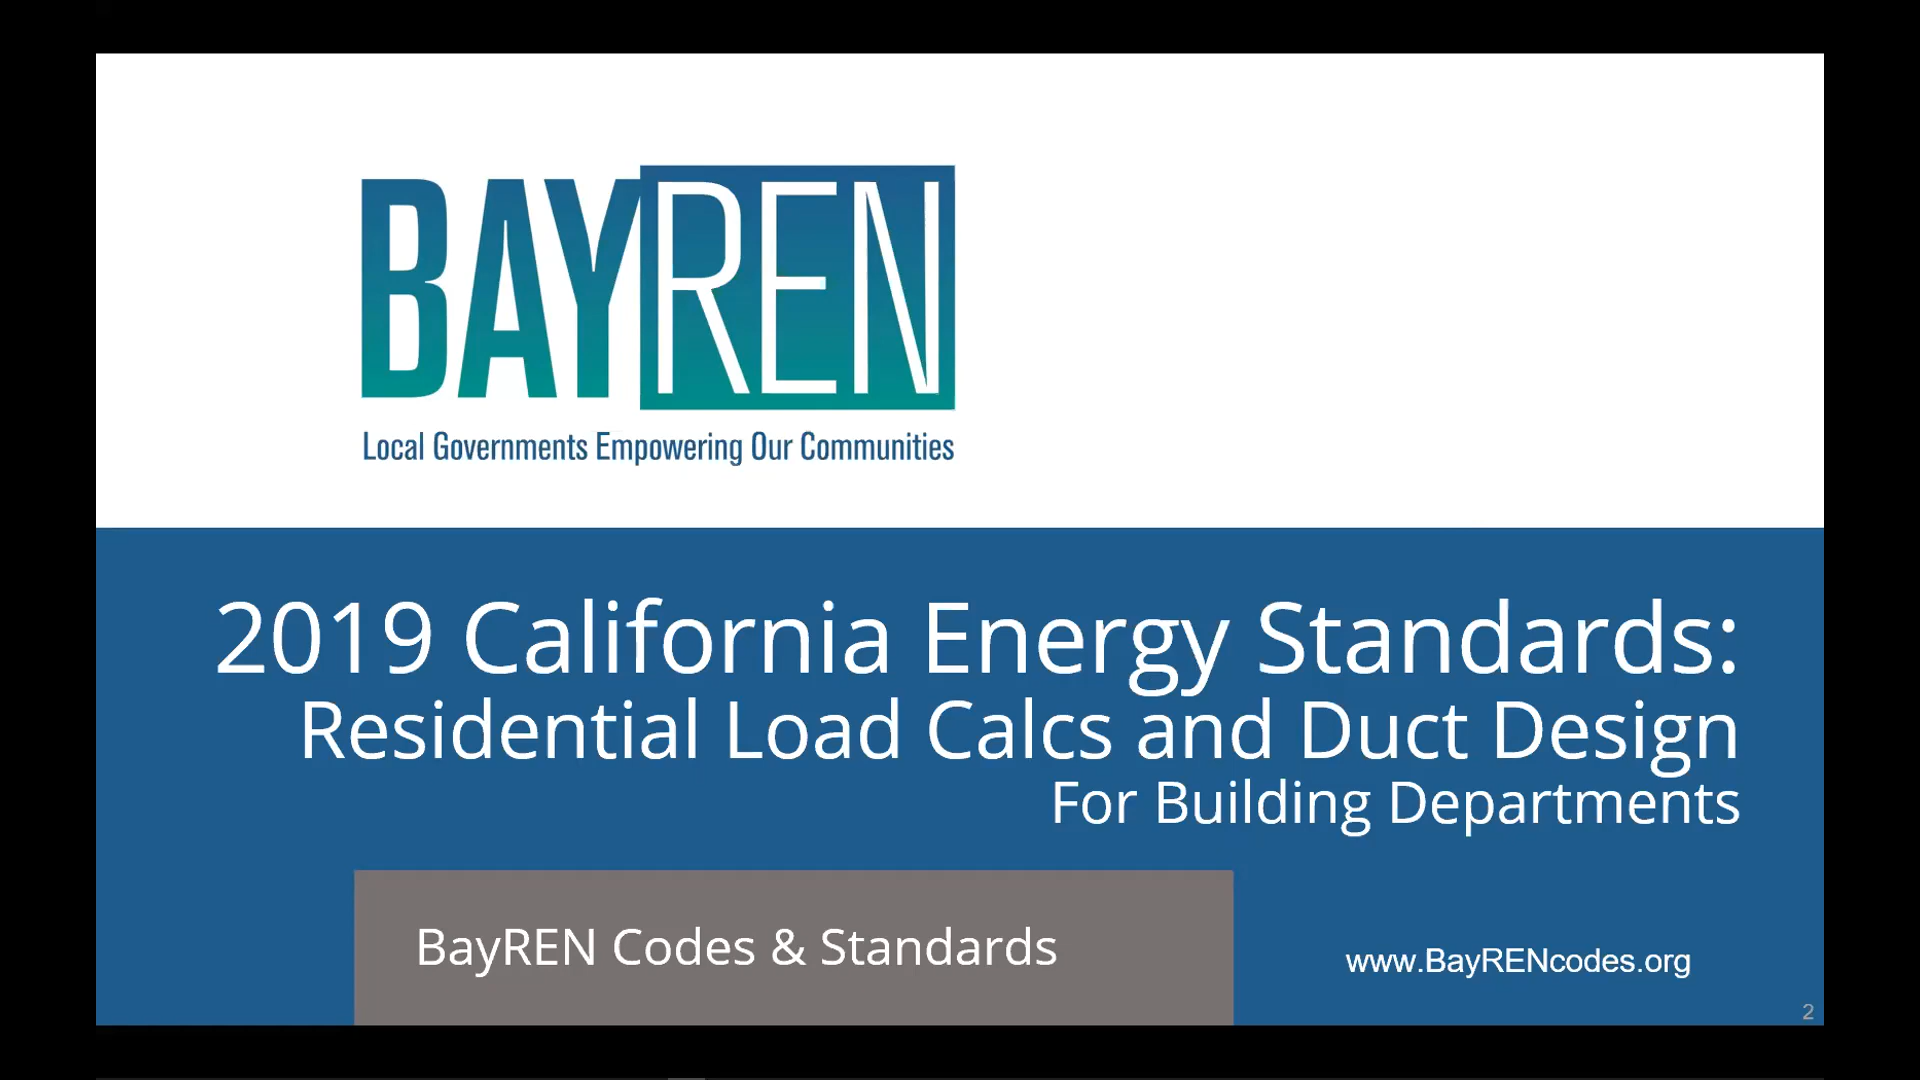 BAYREN
Local Governments Empowering Our Communities
2019 California Energy Standards:
Residential Load Calcs and Duct Design
For Building Departments
BayREN Codes & Standards
www.BayRENcodes.org
2